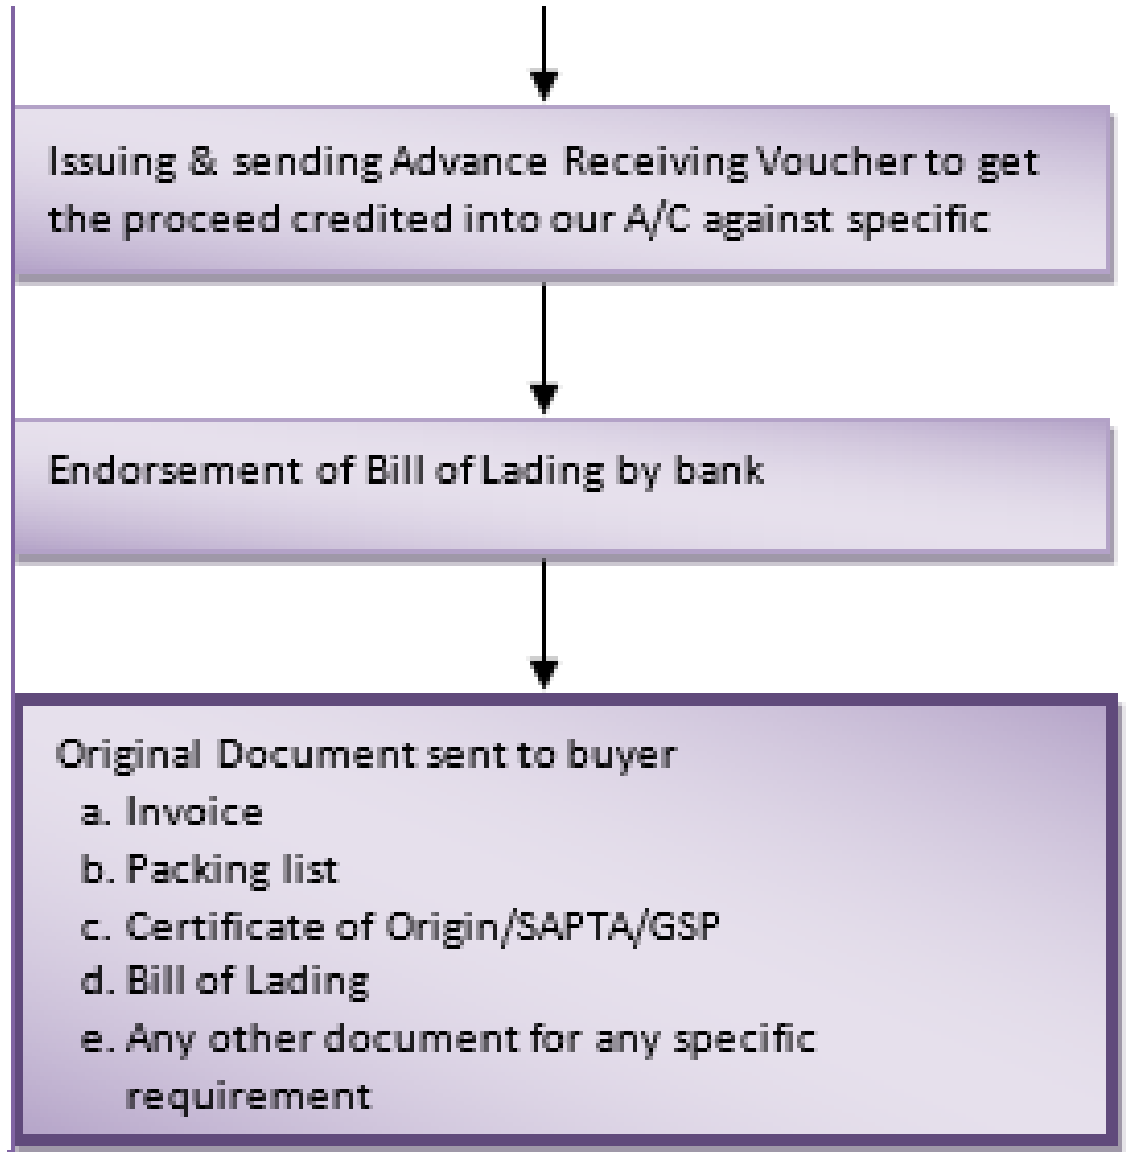 Issuing & sending Advance Receiving Voucher to get
the proceed credited into our A/C against specific
Endorsement of Bill of Lading by bank
Original Document sent to buyer
a. Invoice
b. Packing list
c. Certificate of Origin/SAPTA/GSP
d. Bill of Lading
e. Any other document for any specific
requirement